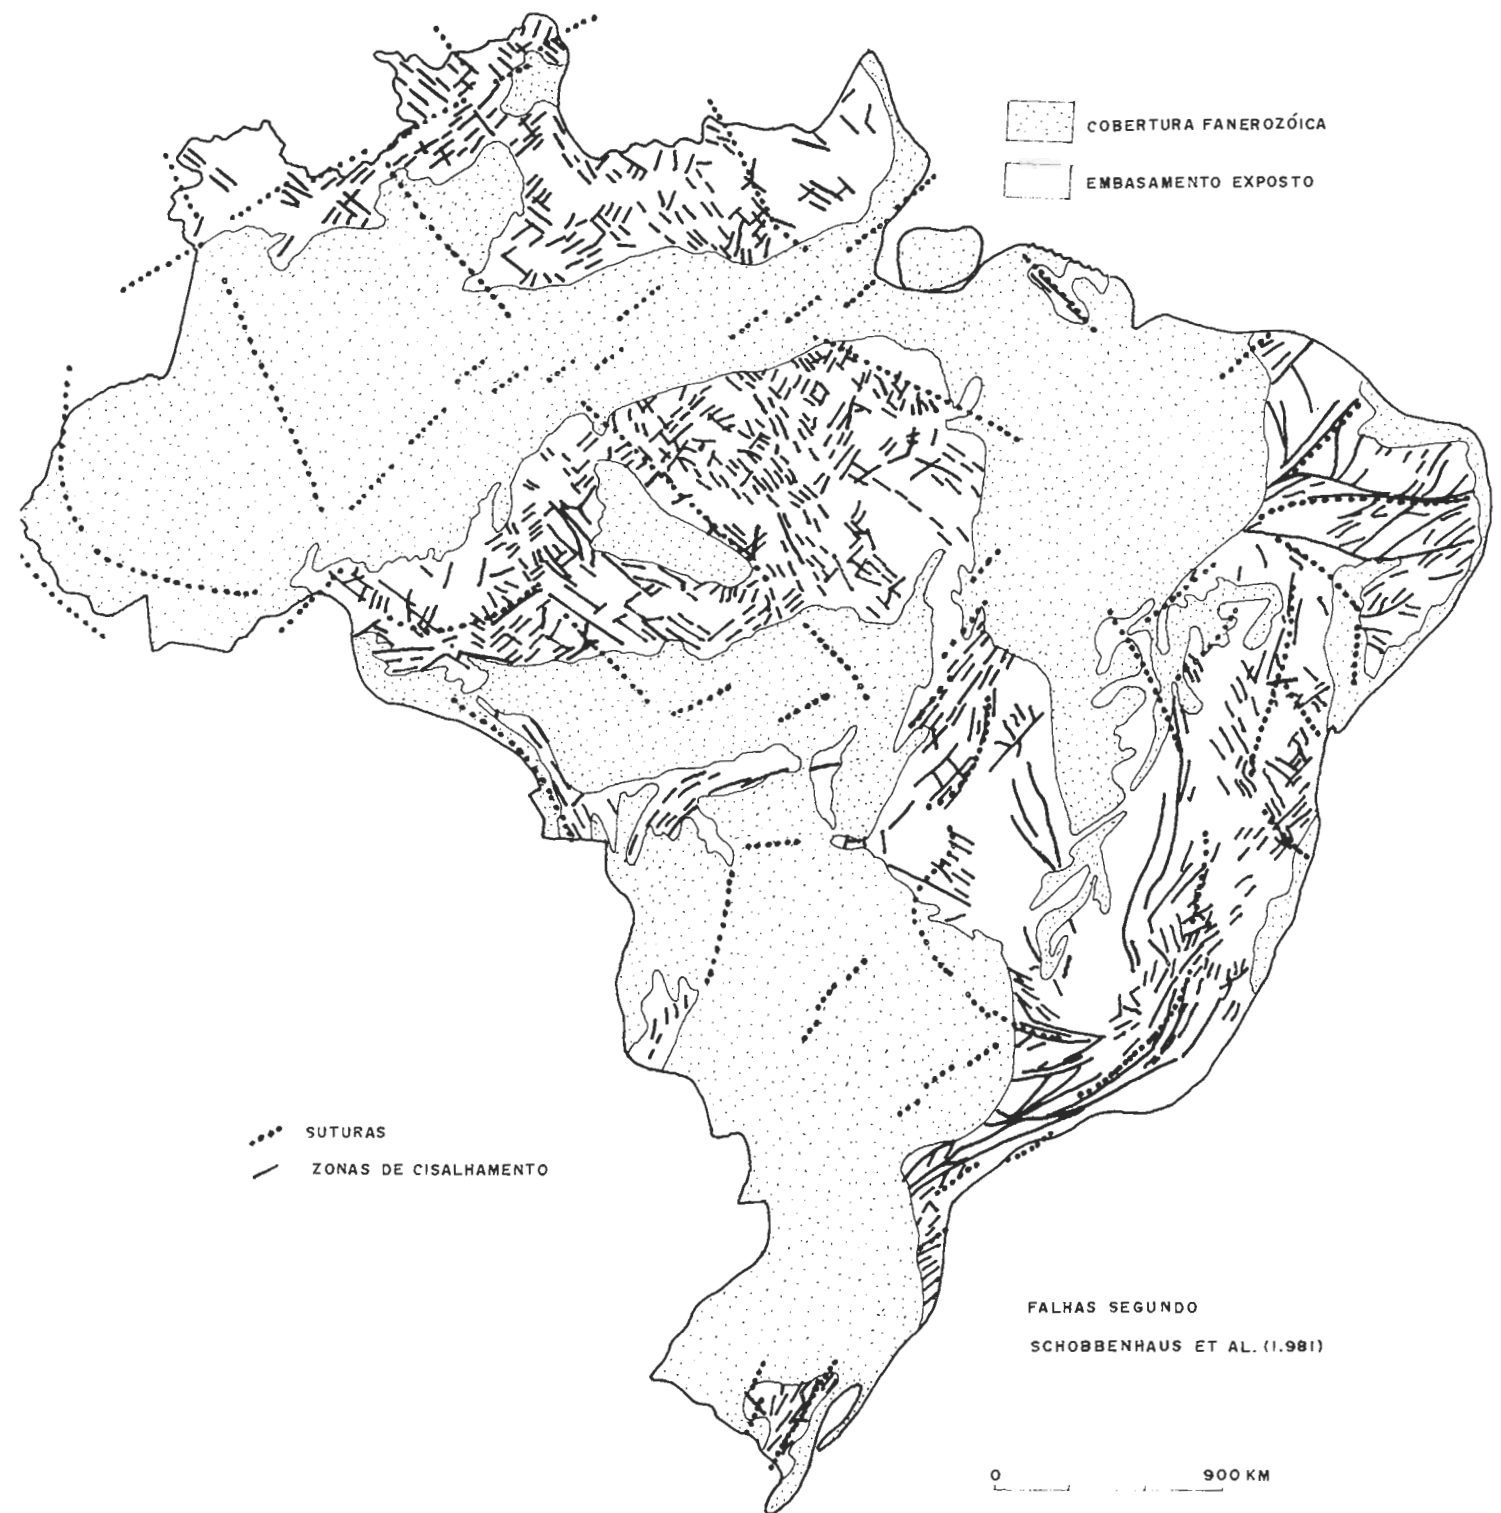 COBERTURA FANEROZÓICA
EMBASAMENTO EXPOSTO
SUTURAS
ZONAS DE CISALHAMENTO
FALHAS SEGUNDO
SCHOBBENHAUS ET AL. (1.981)
0 900 KM